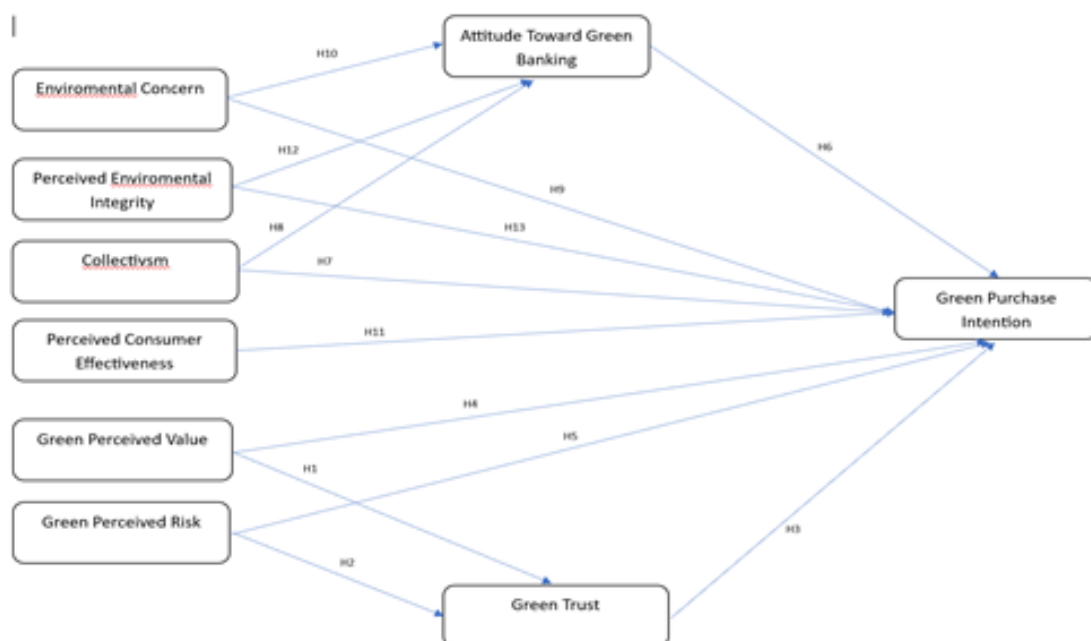 Attitude Toward Green
Banking
H10
Enviromental Concern
H12
H6
Perceived Enviromental
Integrity
H9
H8
H13
Collectivsm
H7
Green Purchase
Intention
Perceived Consumer
Effectiveness
H11
H4
Green Perceived Value
H5
H1
Green Perceived Risk
H3
H2
Green Trust